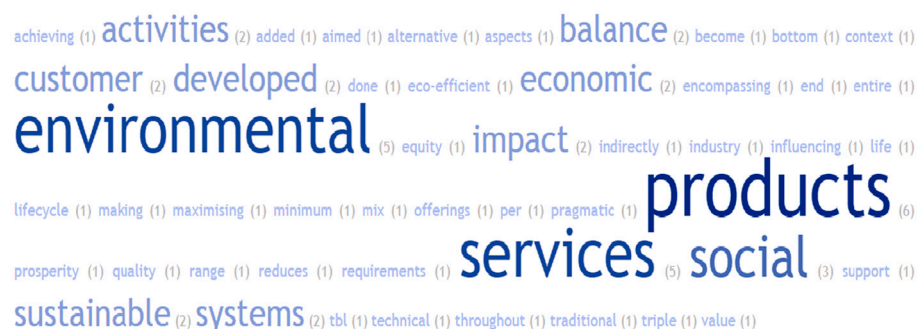 achieving (1) activities (2) added (1) aimed (1) alternative (1) aspects (1) balance (2) become (1) bottom (1) context (1)
customer (2) developed (2) done (1) eco-efficient (1) economic (2) encompassing (1) end (1) entire (1)
environmental (5) equity (1) impact (2) indirectly (1) industry (1) influencing (1) life (1)
lifecycle (1) making (1) maximising (1) minimum (1) mix (1) offerings (1) per (1) pragmatic (1) products (6)
prosperity (1) quality (1) range (1) reduces (1) requirements (1) services (5) social (3) support (1)
sustainable (2) systems (2) tbl (1) technical (1) throughout (1) traditional (1) triple (1) value (1)